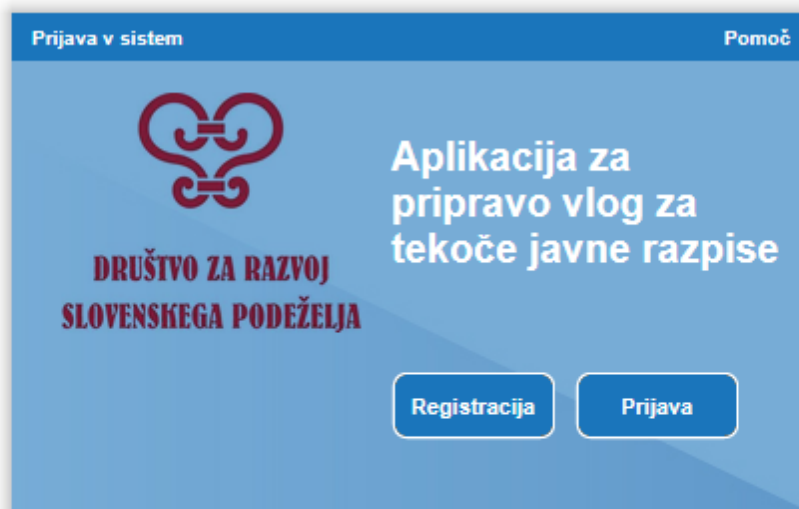 Prijava v sistem
Pomoč
DRUŠTVO ZA RAZVOJ
SLOVENSKEGA PODEŽELJA
Aplikacija za
pripravo vlog za
tekoče javne razpise
Registracija
Prijava